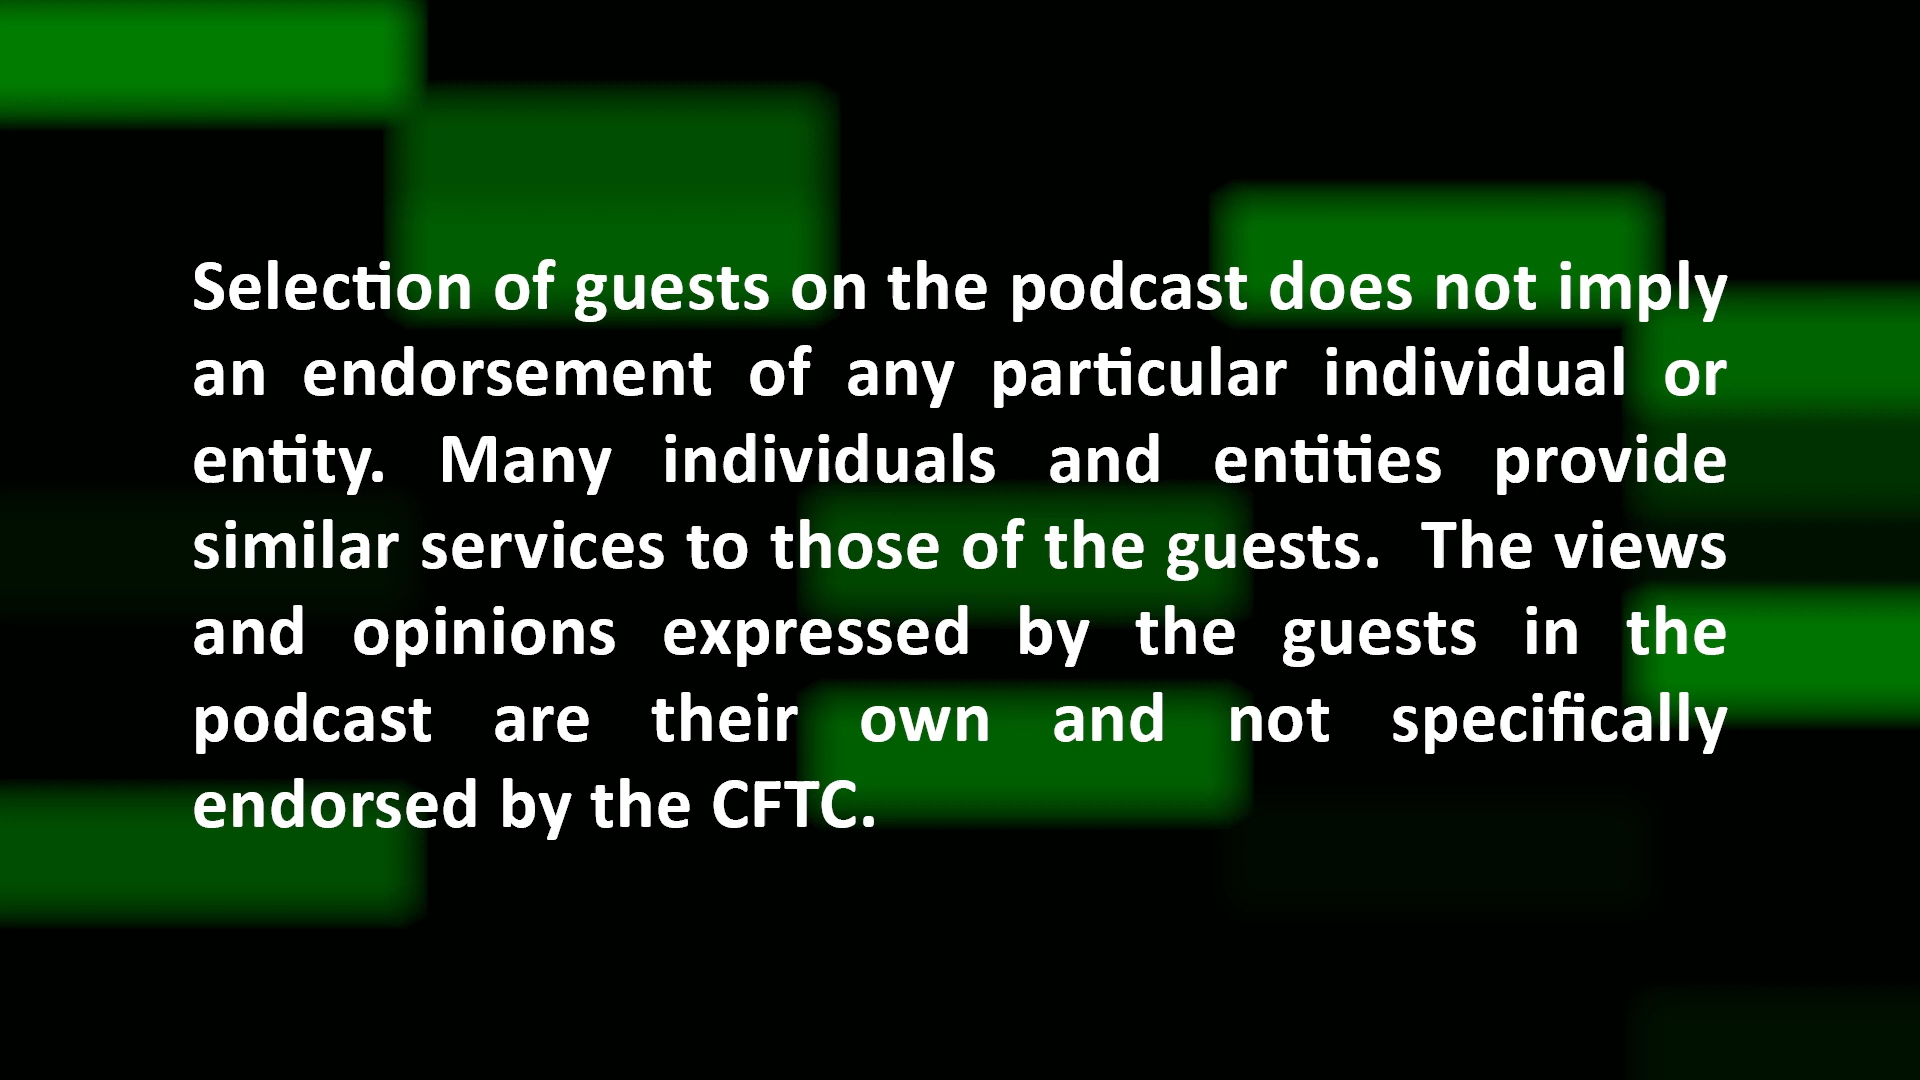 Selection of guests on the podcast does not imply
an endorsement of any particular individual or
entity. Many individuals and entities provide
similar services to those of the guests.  The views
and opinions expressed by the guests in the
podcast are their own and not specifically
endorsed by the CFTC.